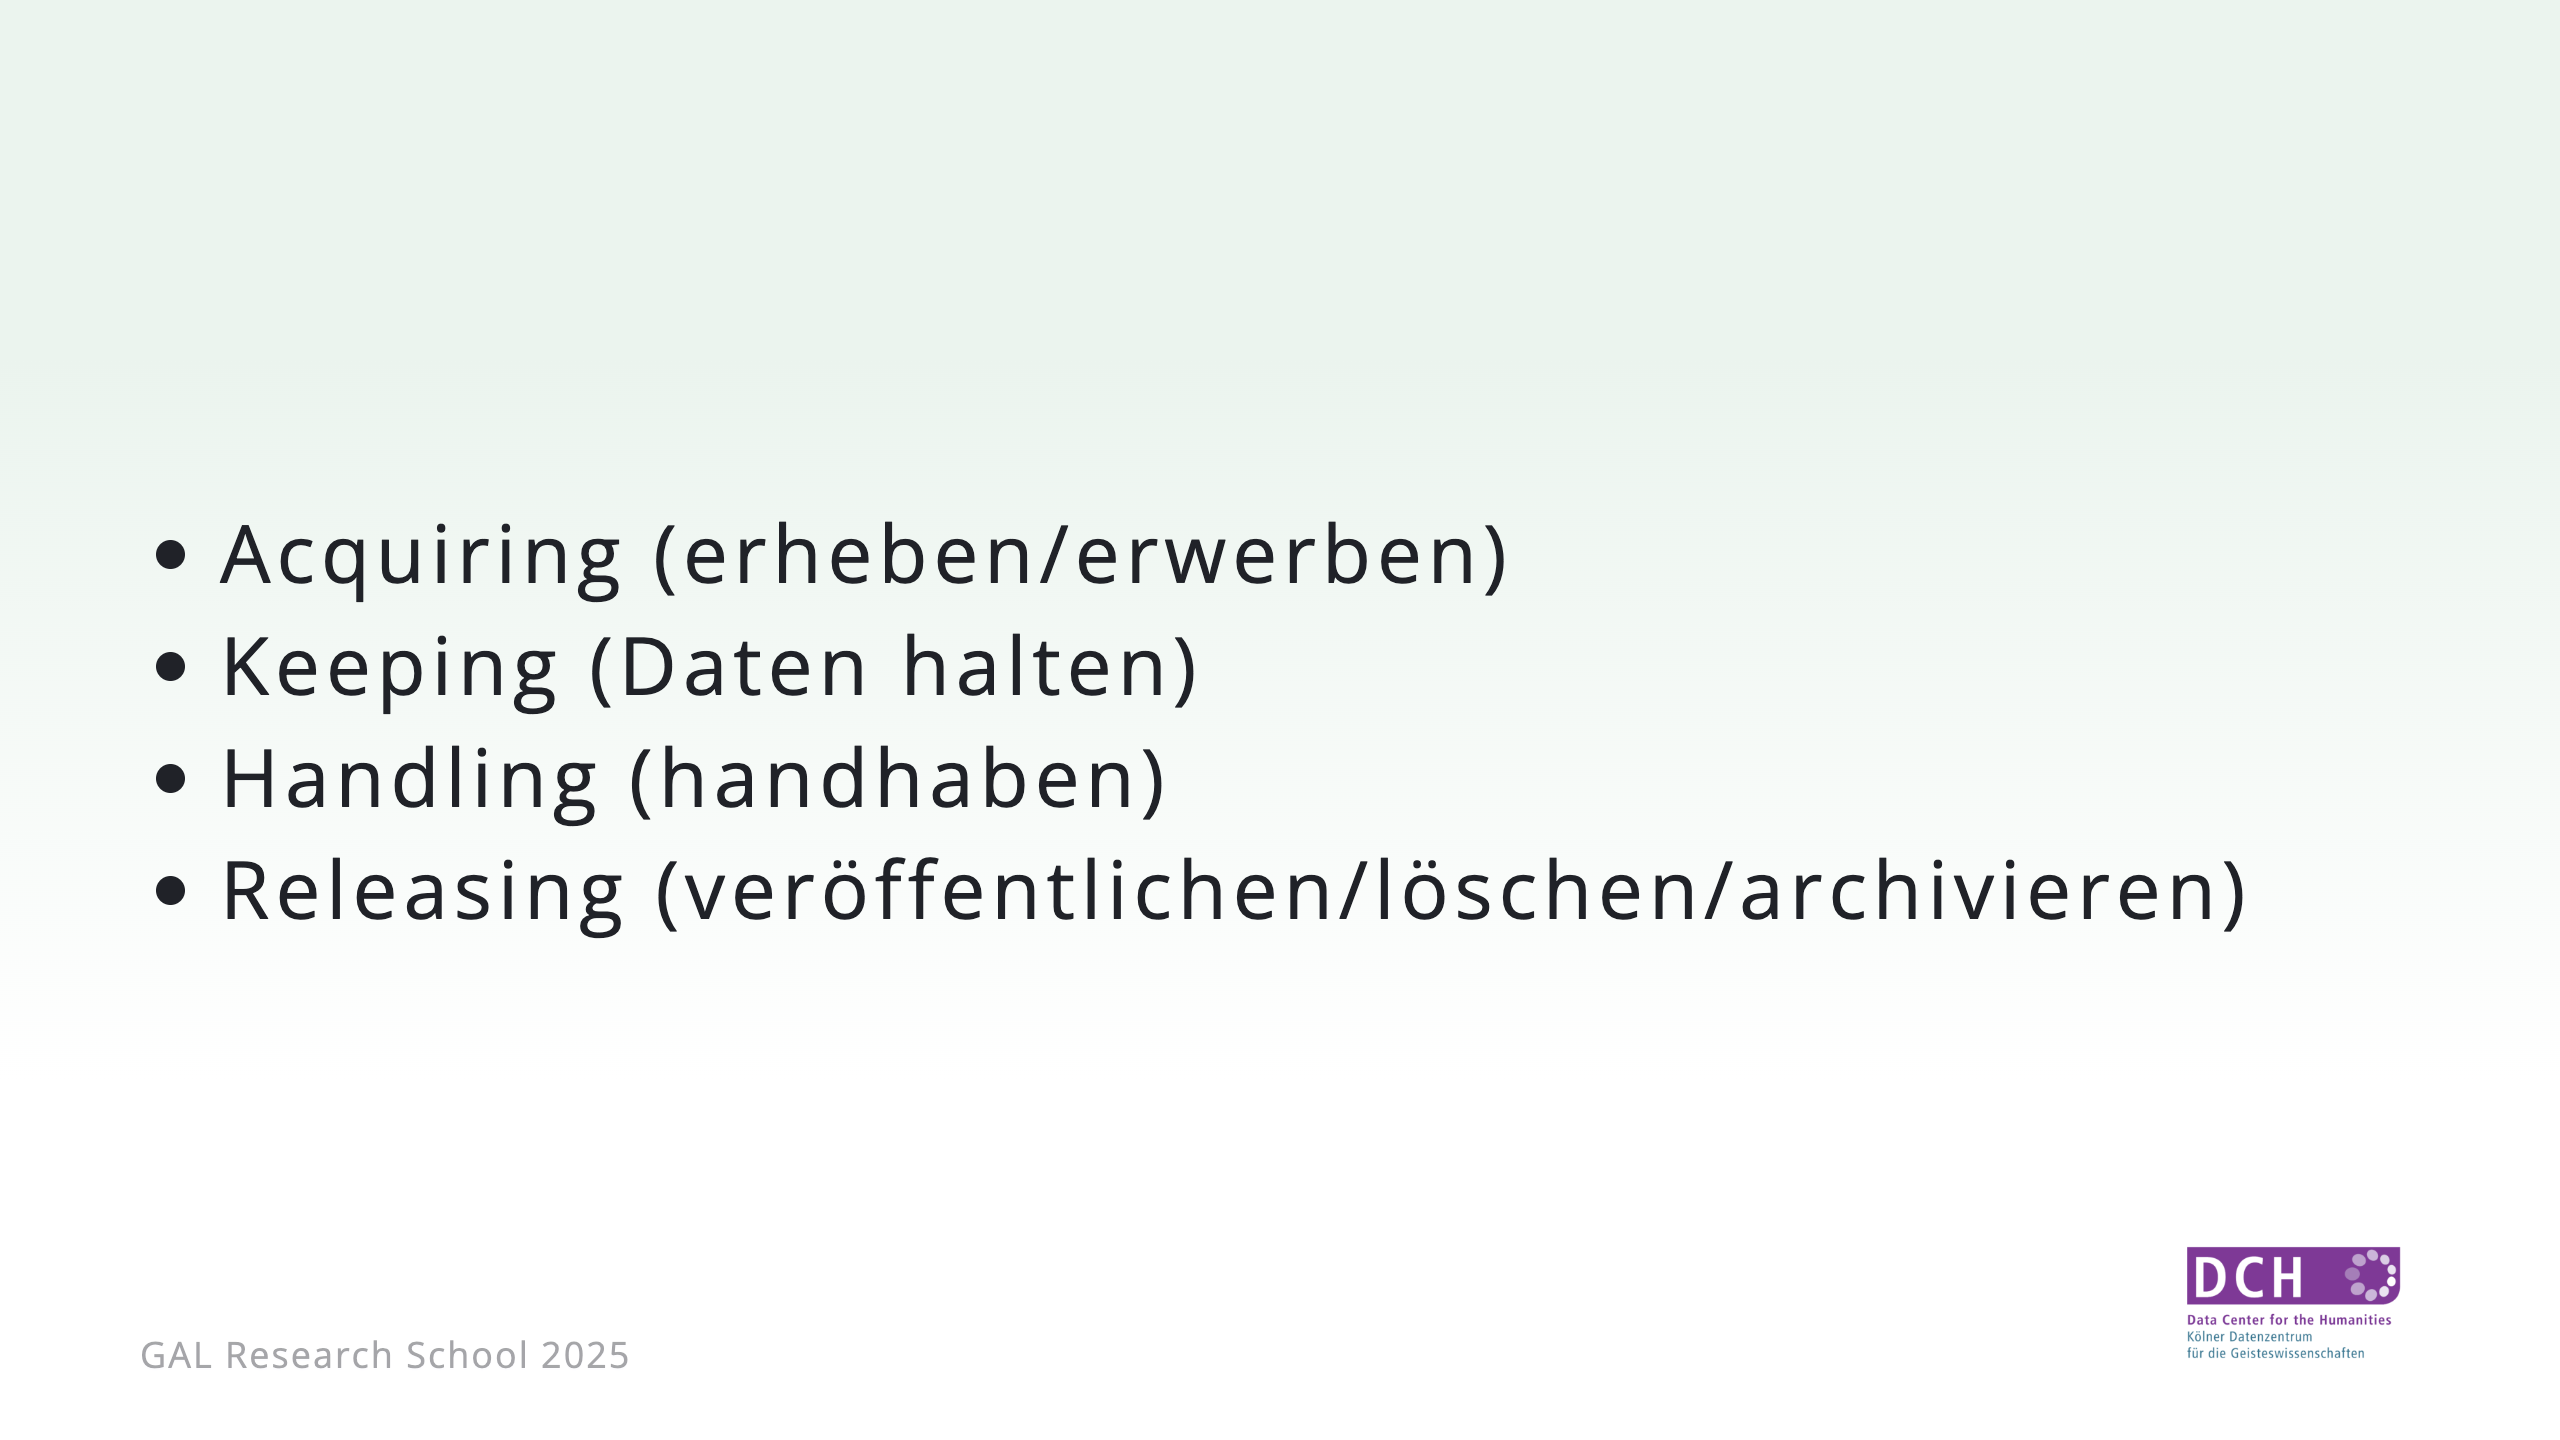 • Acquiring (erheben/erwerben)
• Keeping (Daten halten)
• Handling (handhaben)
• Releasing (veröffentlichen/löschen/archivieren)
DCH
Data Center for the Humanities
Kölner Datenzentrum
für die Geisteswissenschaften
GAL Research School 2025